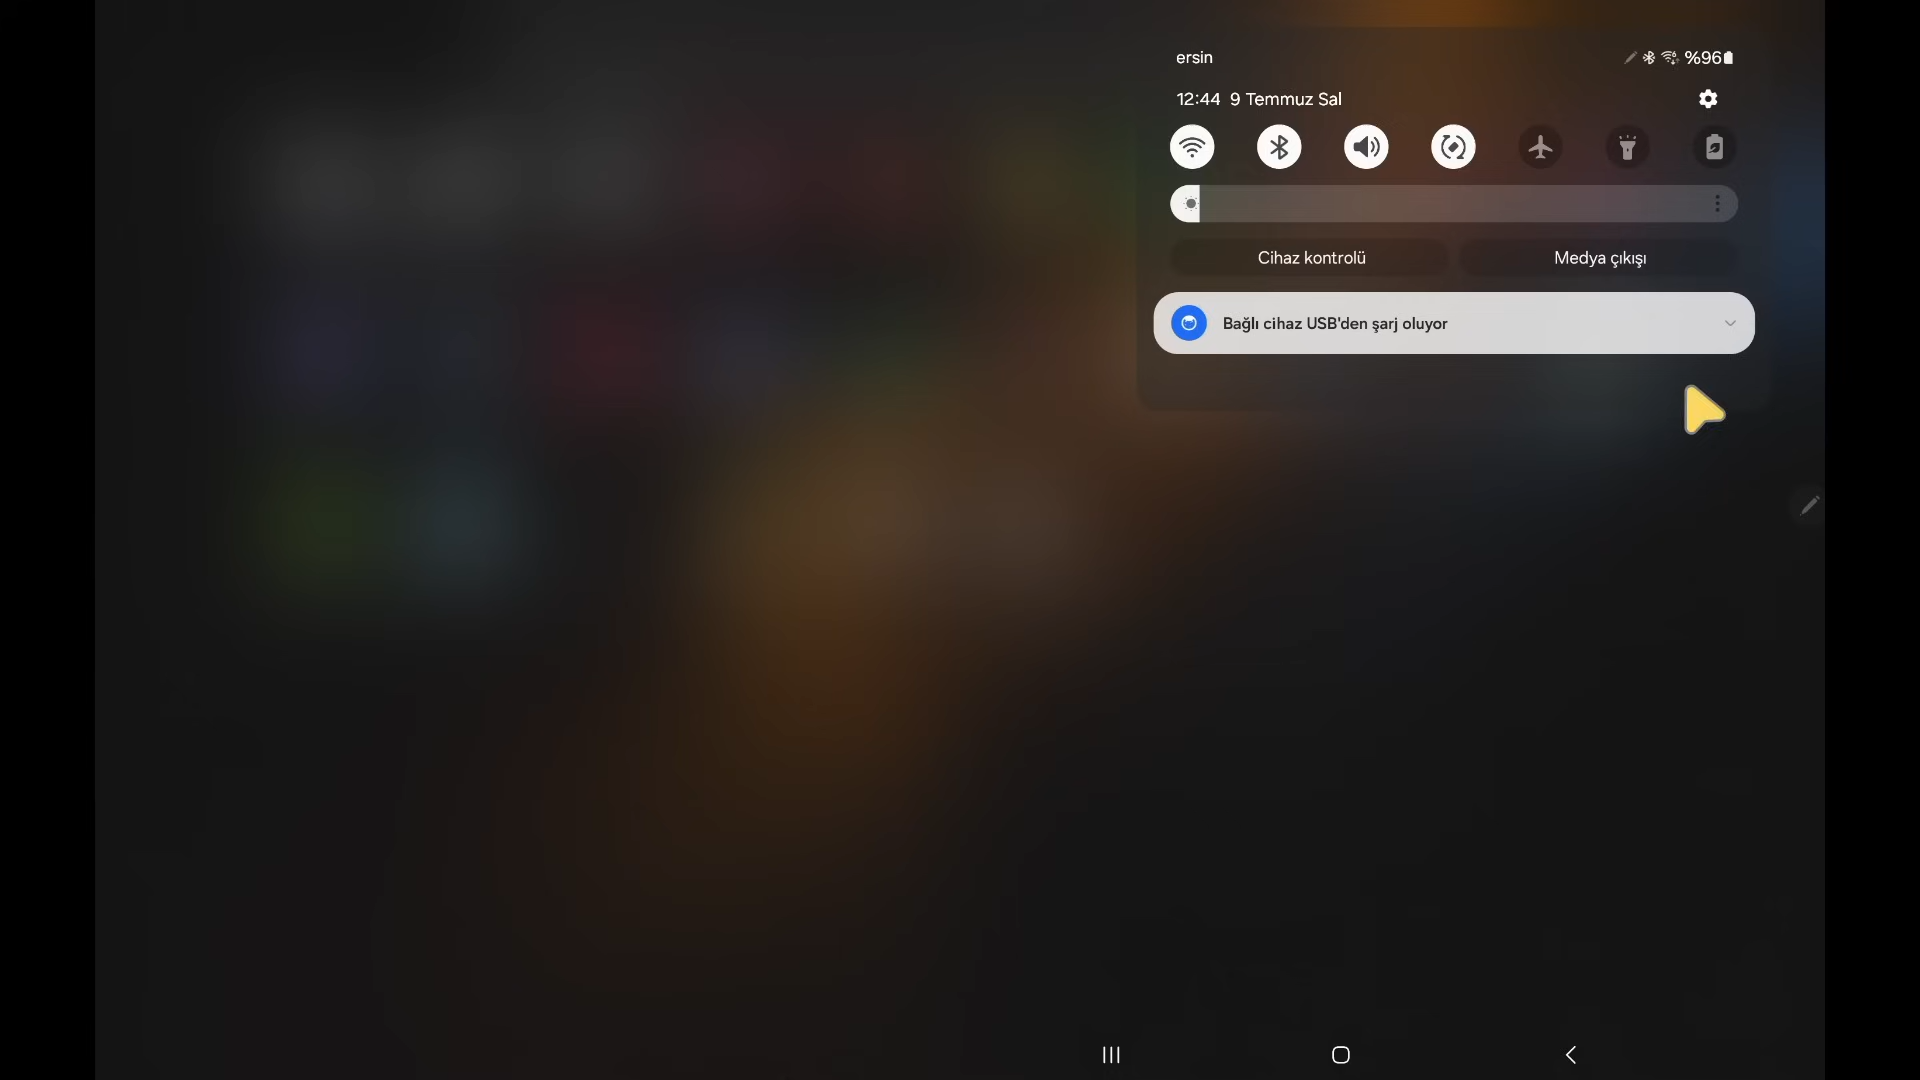 ersin
%96
12:44 9 Temmuz Sal
Cihaz kontrolü
Medya çıkışı
Bağlı cihaz USB'den şarj oluyor